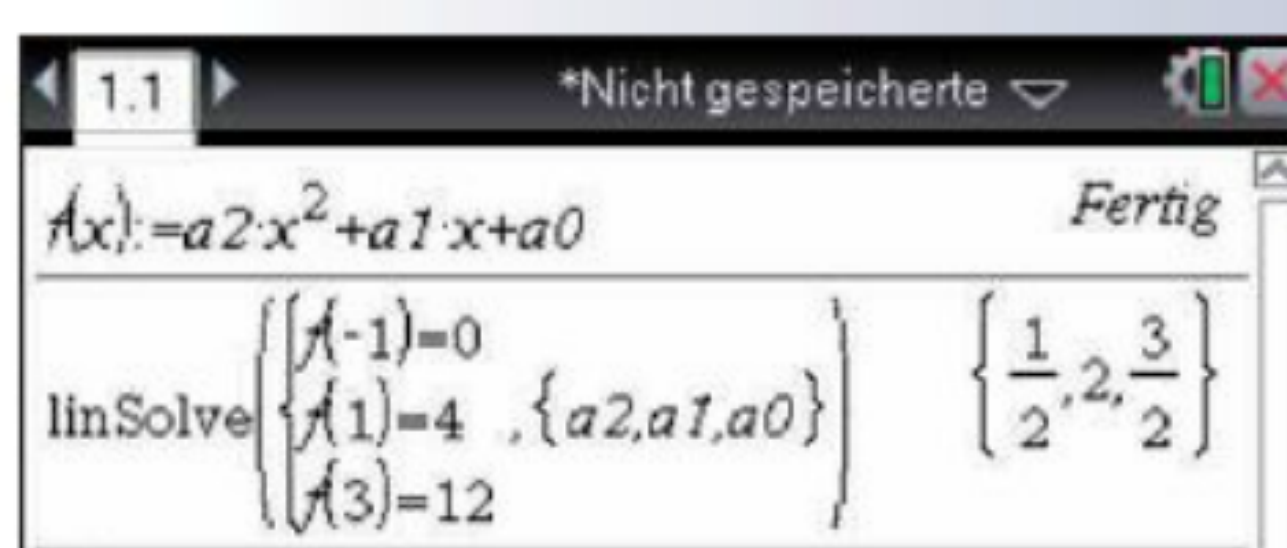 1.1 *Nicht gespeicherte
f(x):=a2·x²+a1·x+a0 Fertig
linSolve({f(-1)=0, f(1)=4, f(3)=12, {a2,a1,a0}) {1/2,2,3/2}